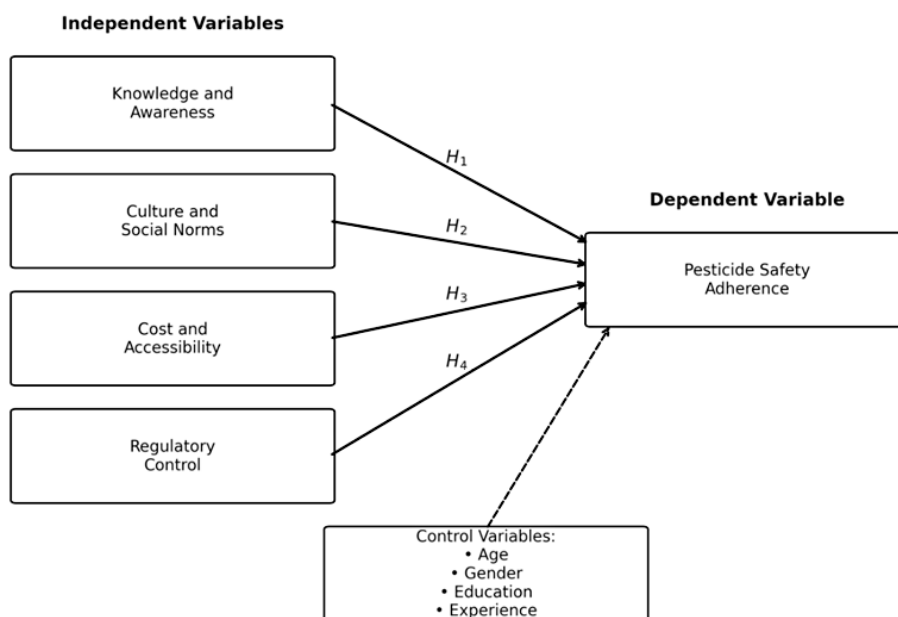 Independent Variables
Knowledge and
Awareness
Culture and
Social Norms
Cost and
Accessibility
Regulatory
Control
H₁
H₂
H₃
H₄
Dependent Variable
Pesticide Safety
Adherence
Control Variables:
• Age
• Gender
• Education
• Experience